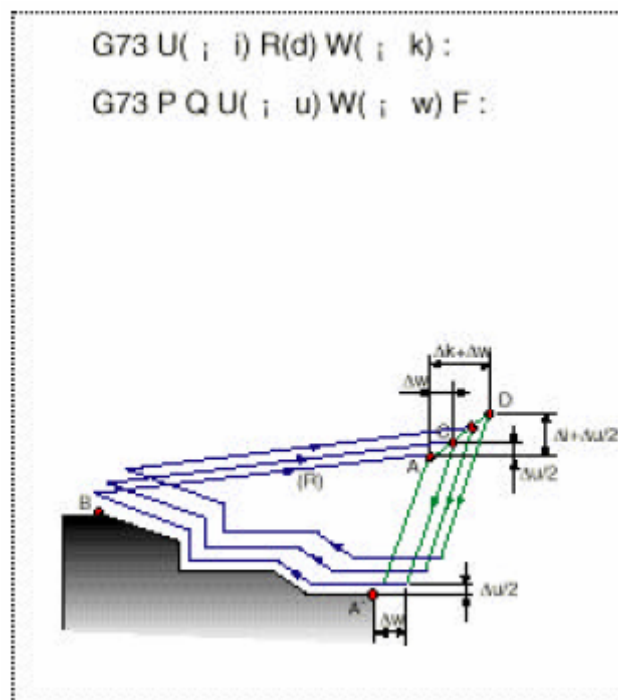 G73 U( ¡ i) R(d) W( ¡ k) :
G73 P Q U( ¡ u) W( ¡ w) F :
Δk+Δw
Δw
D
C
Δi+Δu/2
A
Δu/2
(R)
B
Δu/2
A'
Δw